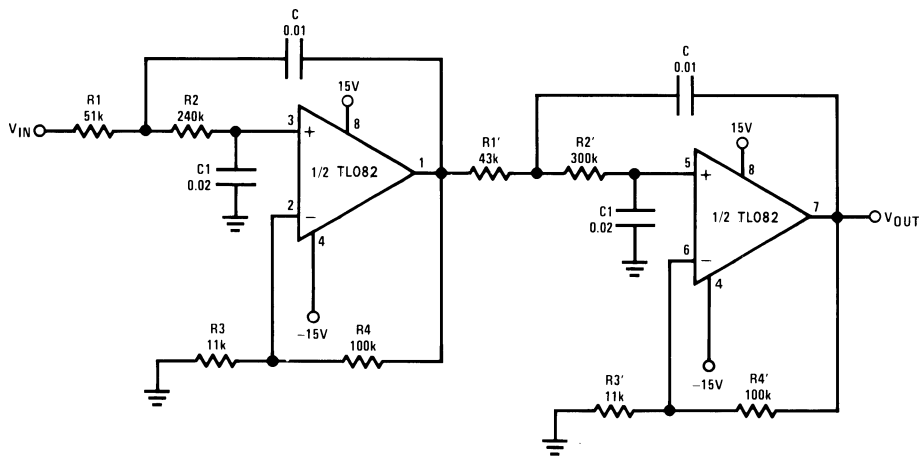 C
0.01
R1
51k
R2
240k
VIN
15V
8
3
+
C1
0.02
1/2 TL082
1
2
−
4
−15V
R3
11k
R4
100k
C
0.01
R1'
43k
R2'
300k
15V
8
5
+
C1
0.02
1/2 TL082
7
VOUT
6
−
4
−15V
R3'
11k
R4'
100k